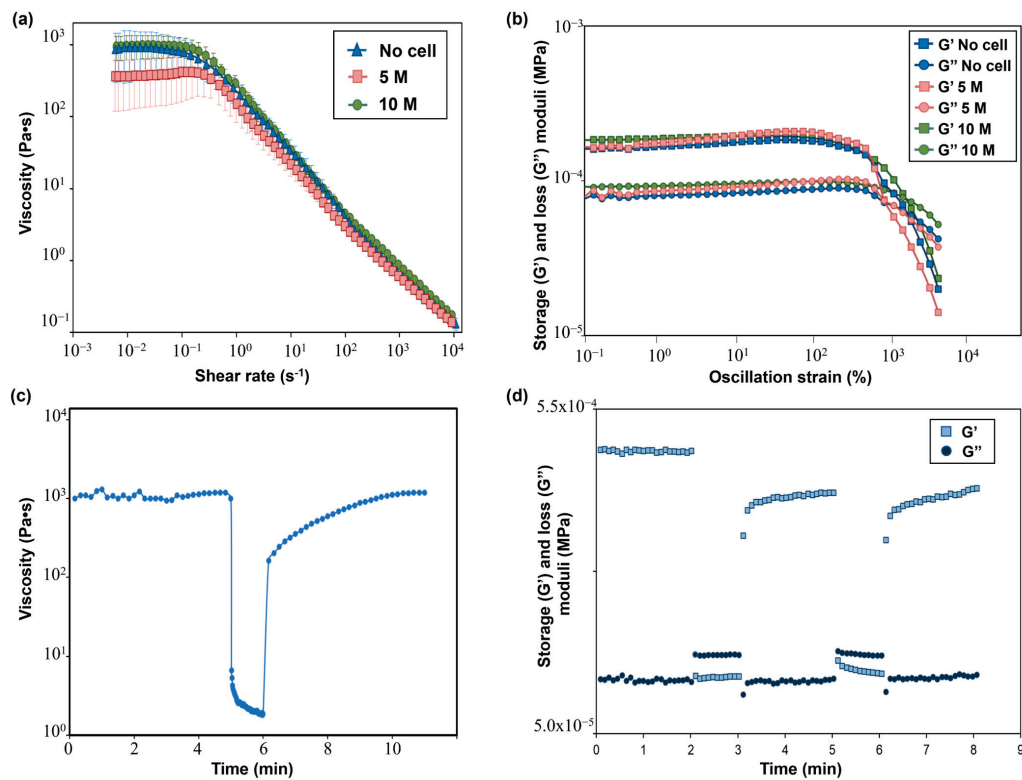 (a)
Viscosity (Pa•s)
10³
10²
10¹
10⁰
10⁻¹
No cell
5 M
10 M
10⁻³ 10⁻² 10⁻¹ 10⁰ 10¹ 10² 10³ 10⁴
Shear rate (s⁻¹)
(b)
Storage (G’) and loss (G”) moduli (MPa)
10⁻³
10⁻⁴
10⁻⁵
G’ No cell
G” No cell
G’ 5 M
G” 5 M
G’ 10 M
G” 10 M
10⁻¹ 10⁰ 10¹ 10² 10³ 10⁴
Oscillation strain (%)
(c)
Viscosity (Pa•s)
10⁴
10³
10²
10¹
10⁰
0 2 4 6 8 10
Time (min)
(d)
Storage (G’) and loss (G”)
moduli (MPa)
5.5x10⁻⁴
5.0x10⁻⁵
G’
G”
0 1 2 3 4 5 6 7 8 9
Time (min)